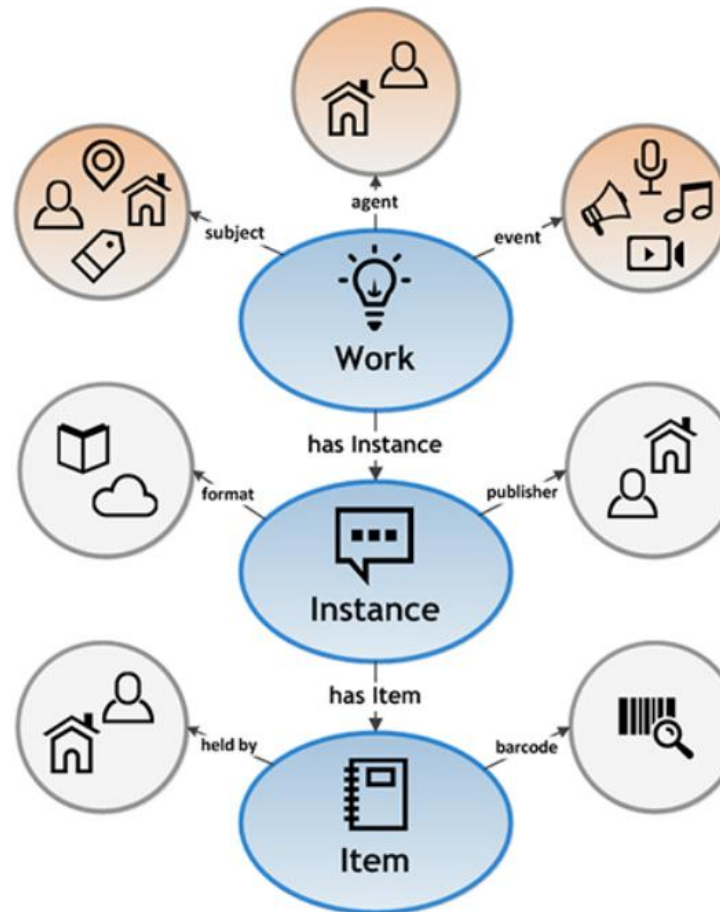 agent
subject
event
Work
has Instance
format
publisher
Instance
has Item
held by
barcode
Item